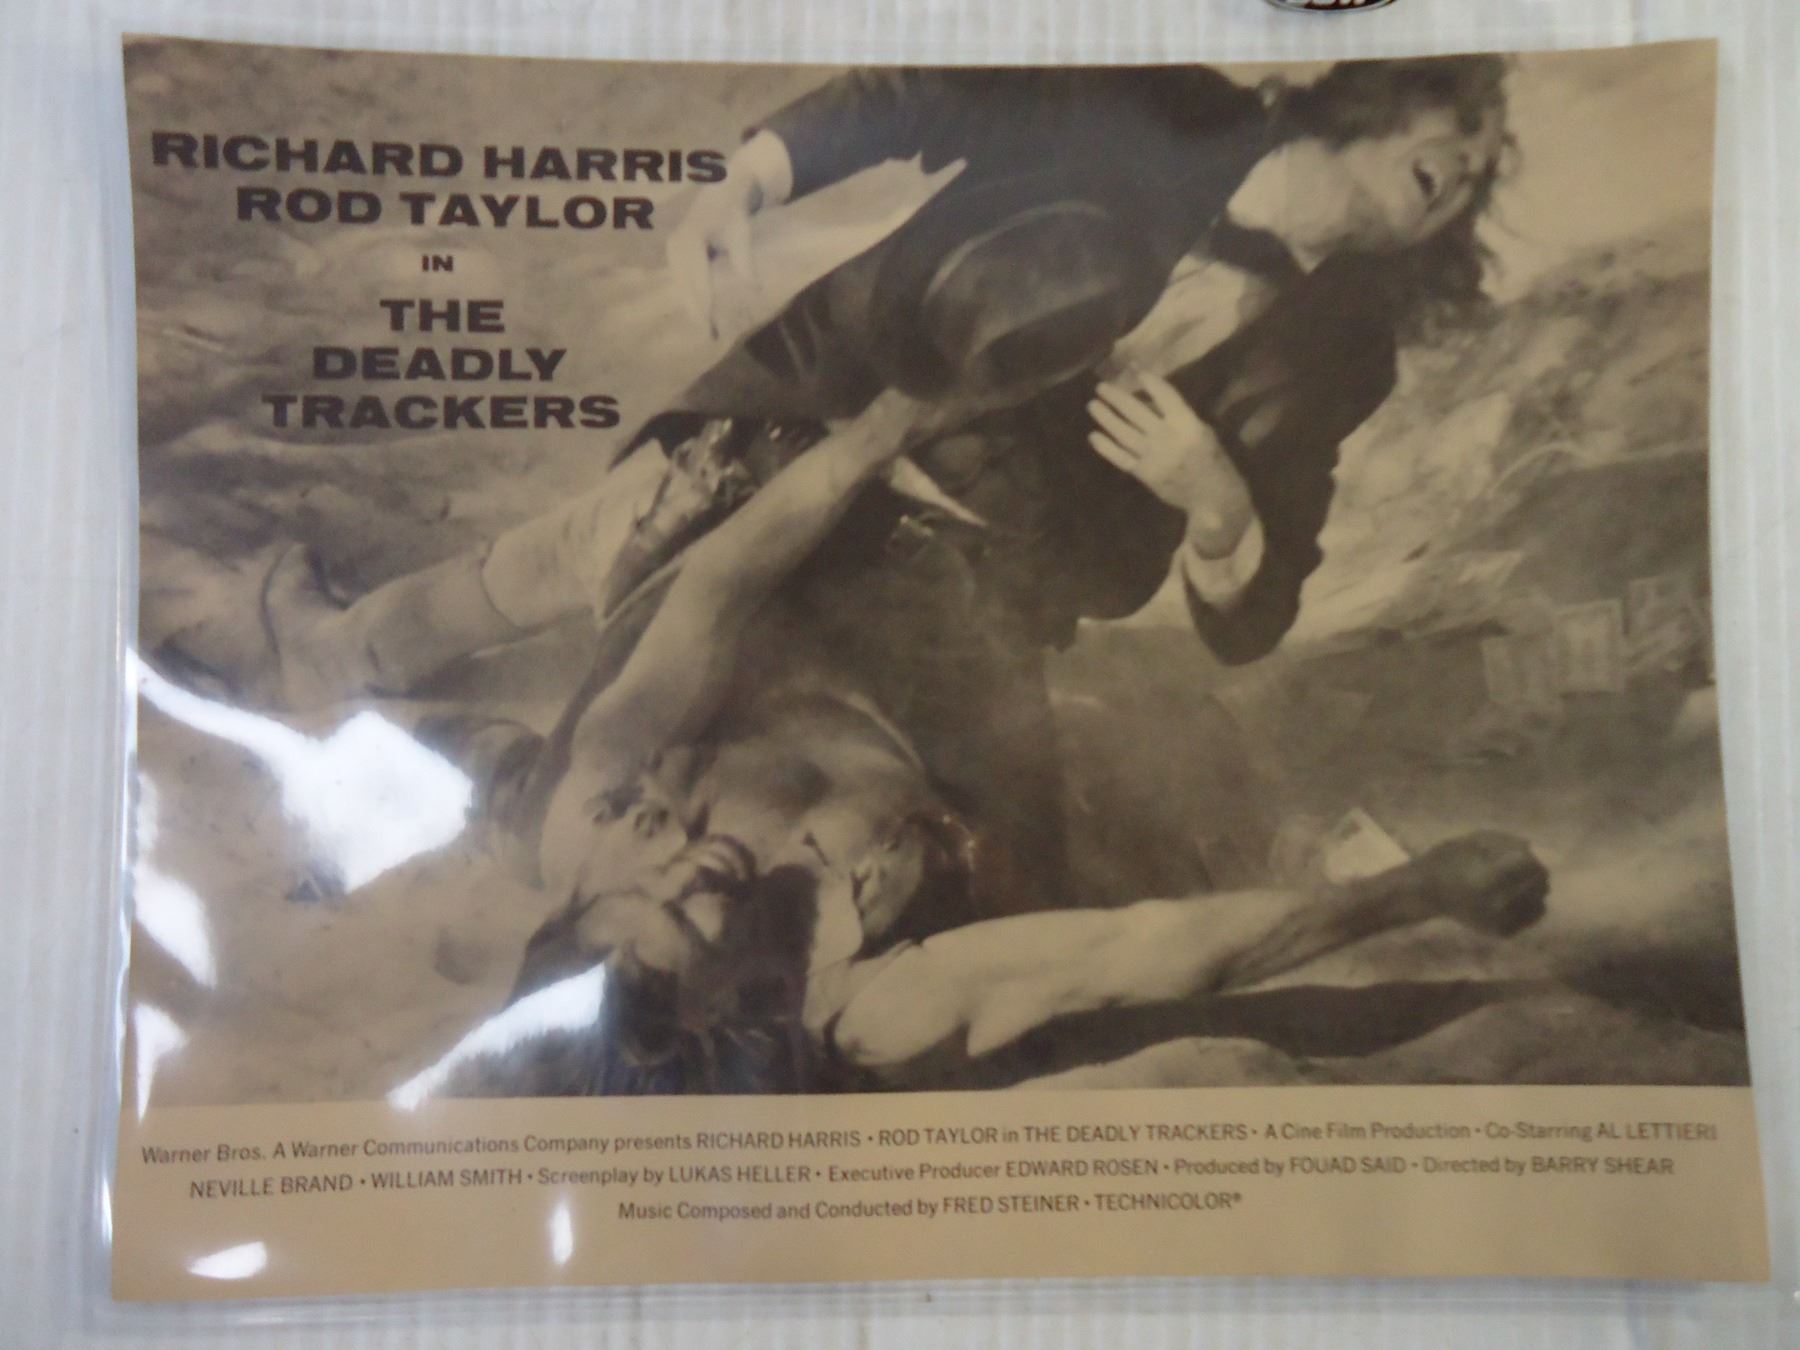 RICHARD HARRIS
ROD TAYLOR
IN
THE
DEADLY
TRACKERS
Warner Bros. A Warner Communications Company presents RICHARD HARRIS • ROD TAYLOR in THE DEADLY TRACKERS • A Cine Film Production • Co-Starring AL LETTIERI
NEVILLE BRAND • WILLIAM SMITH • Screenplay by LUKAS HELLER • Executive Producer EDWARD ROSEN • Produced by FOUAD SAID • Directed by BARRY SHEAR
Music Composed and Conducted by FRED STEINER • TECHNICOLOR®